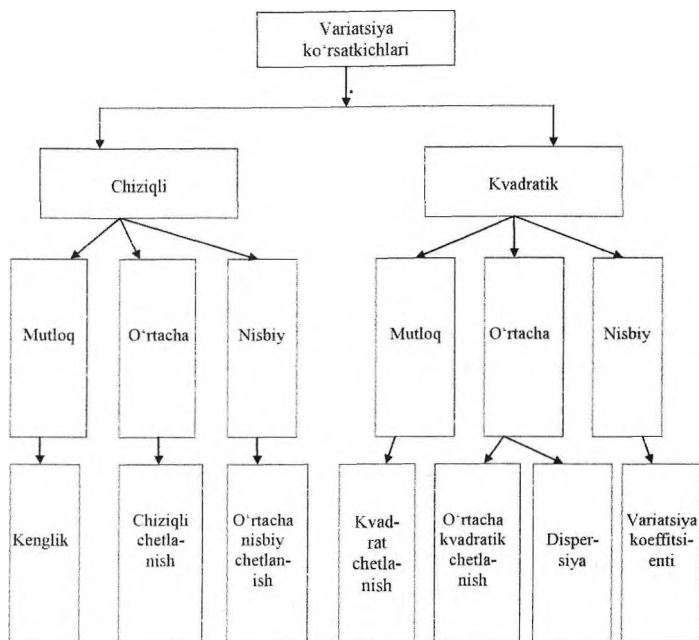 Variatsiya
ko‘rsatkichlari
Chiziqli
Kvadratik
Mutloq
O‘rtacha
Nisbiy
Mutloq
O‘rtacha
Nisbiy
Kenglik
Chiziqli
chetla-
nish
O‘rtacha
nisbiy
chetlan-
ish
Kvad-
rat
chetla-
nish
O‘rtacha
kvadratik
chetla-
nish
Disper-
siya
Variatsiya
koeffitsi-
enti